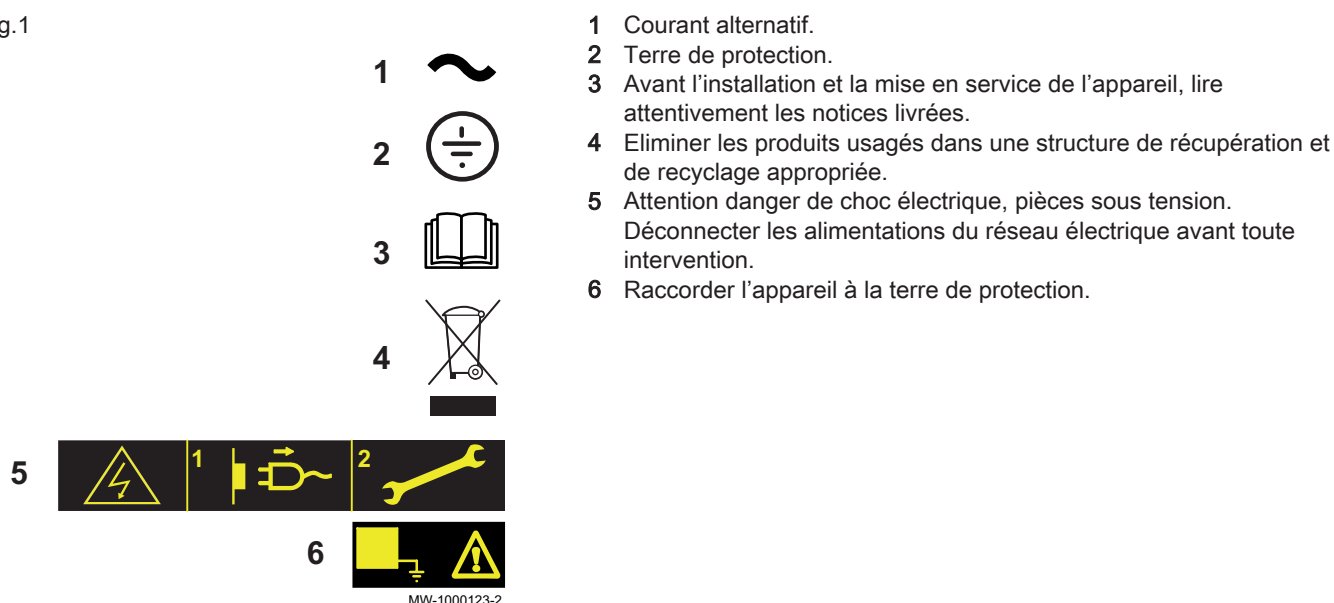 g.1
1
2
3
4
5
1
2
6
MW-1000123-2
1 Courant alternatif.
2 Terre de protection.
3 Avant l’installation et la mise en service de l’appareil, lire
attentivement les notices livrées.
4 Eliminer les produits usagés dans une structure de récupération et
de recyclage appropriée.
5 Attention danger de choc électrique, pièces sous tension.
Déconnecter les alimentations du réseau électrique avant toute
intervention.
6 Raccorder l’appareil à la terre de protection.